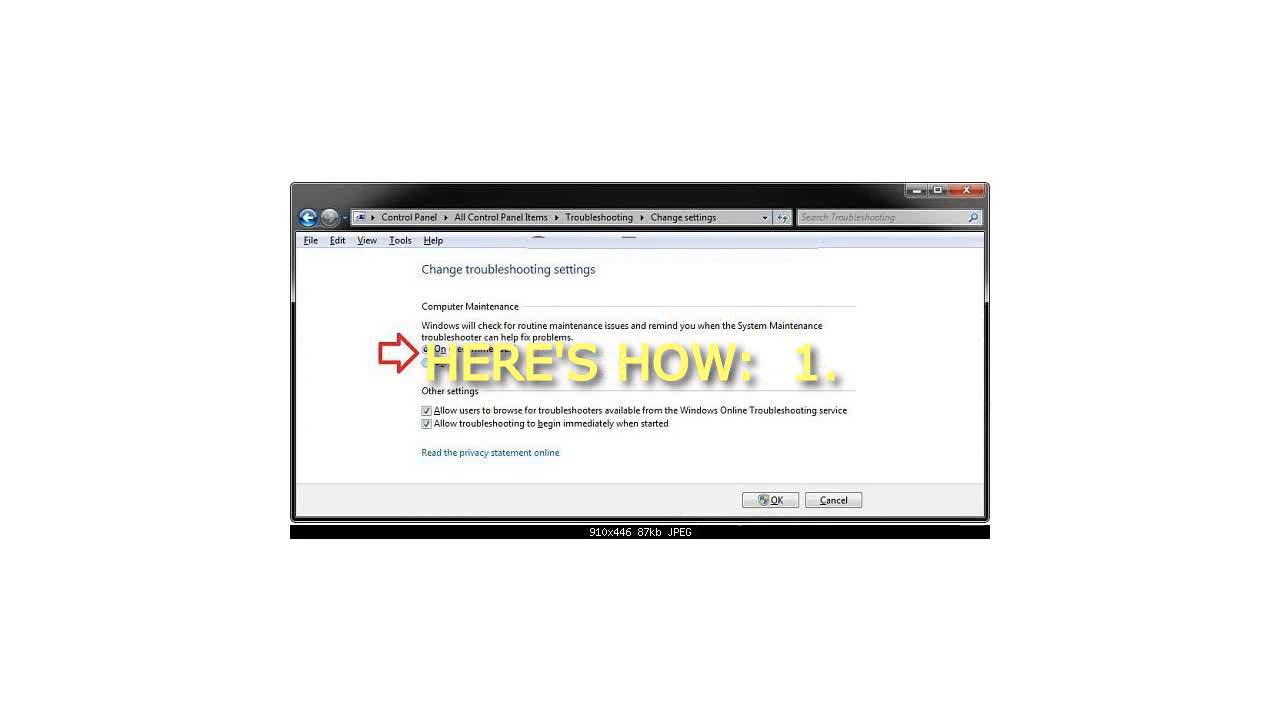 Control Panel All Control Panel Items Troubleshooting Change settings Search Troubleshooting
File Edit View Tools Help
Change troubleshooting settings
Computer Maintenance
Windows will check for routine maintenance issues and remind you when the System Maintenance
troubleshooter can help fix problems.
On
HERE'S HOW: 1.
Other settings
Allow users to browse for troubleshooters available from the Windows Online Troubleshooting service
Allow troubleshooting to begin immediately when started
Read the privacy statement online
OK Cancel
910x446 87kb JPEG